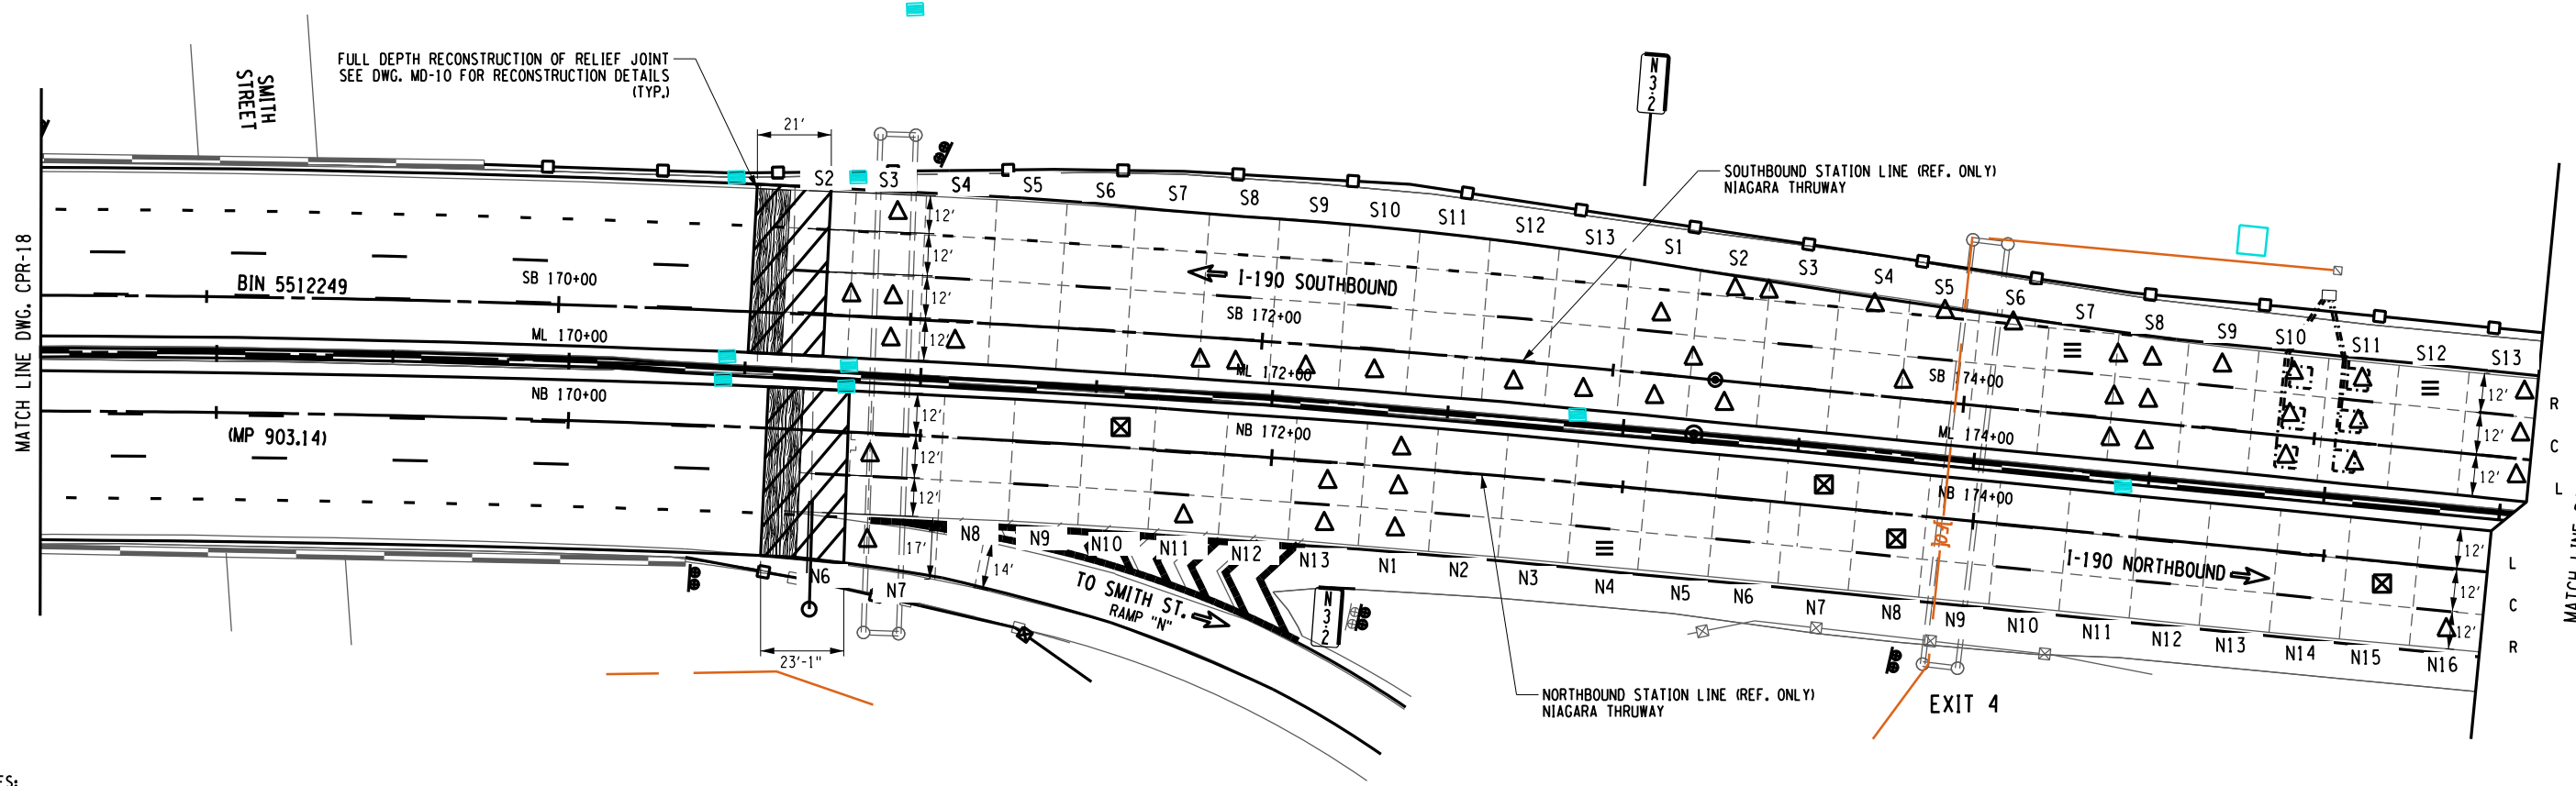 SMITH
STREET
FULL DEPTH RECONSTRUCTION OF RELIEF JOINT
SEE DWG. MD-10 FOR RECONSTRUCTION DETAILS
(TYP.)
21'
N
3.2
SOUTHBOUND STATION LINE (REF. ONLY)
NIAGARA THRUWAY
S2 S3 S4 S5 S6 S7 S8 S9 S10 S11 S12 S13 S1 S2 S3 S4 S5 S6 S7 S8 S9 S10 S11 S12 S13
12'
12'
12'
12'
MATCH LINE DWG. CPR-18
BIN 5512249
SB 170+00
I-190 SOUTHBOUND
SB 172+00
SB 174+00
12'
12'
12'
R
C
L
ML 170+00
ML 172+00
ML 174+00
NB 170+00
NB 172+00
NB 174+00
(MP 903.14)
12'
12'
12'
17'
14'
I-190 NORTHBOUND
12'
12'
12'
L
C
R
N6 N7 N8 N9 N10 N11 N12 N13 N1 N2 N3 N4 N5 N6 N7 N8 N9 N10 N11 N12 N13 N14 N15 N16
TO SMITH ST.
RAMP "N"
N
3.2
23'-1"
NORTHBOUND STATION LINE (REF. ONLY)
NIAGARA THRUWAY
EXIT 4
MATCH LINE